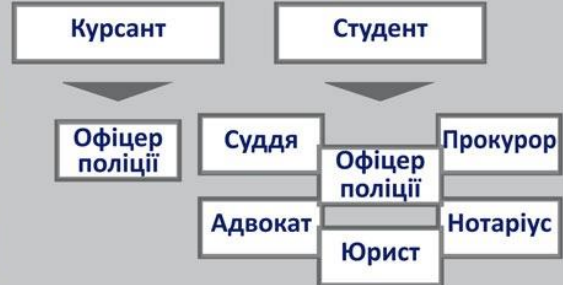 Курсант
Студент
Офіцер
поліції
Суддя
Офіцер
поліції
Прокурор
Адвокат
Юрист
Нотаріус